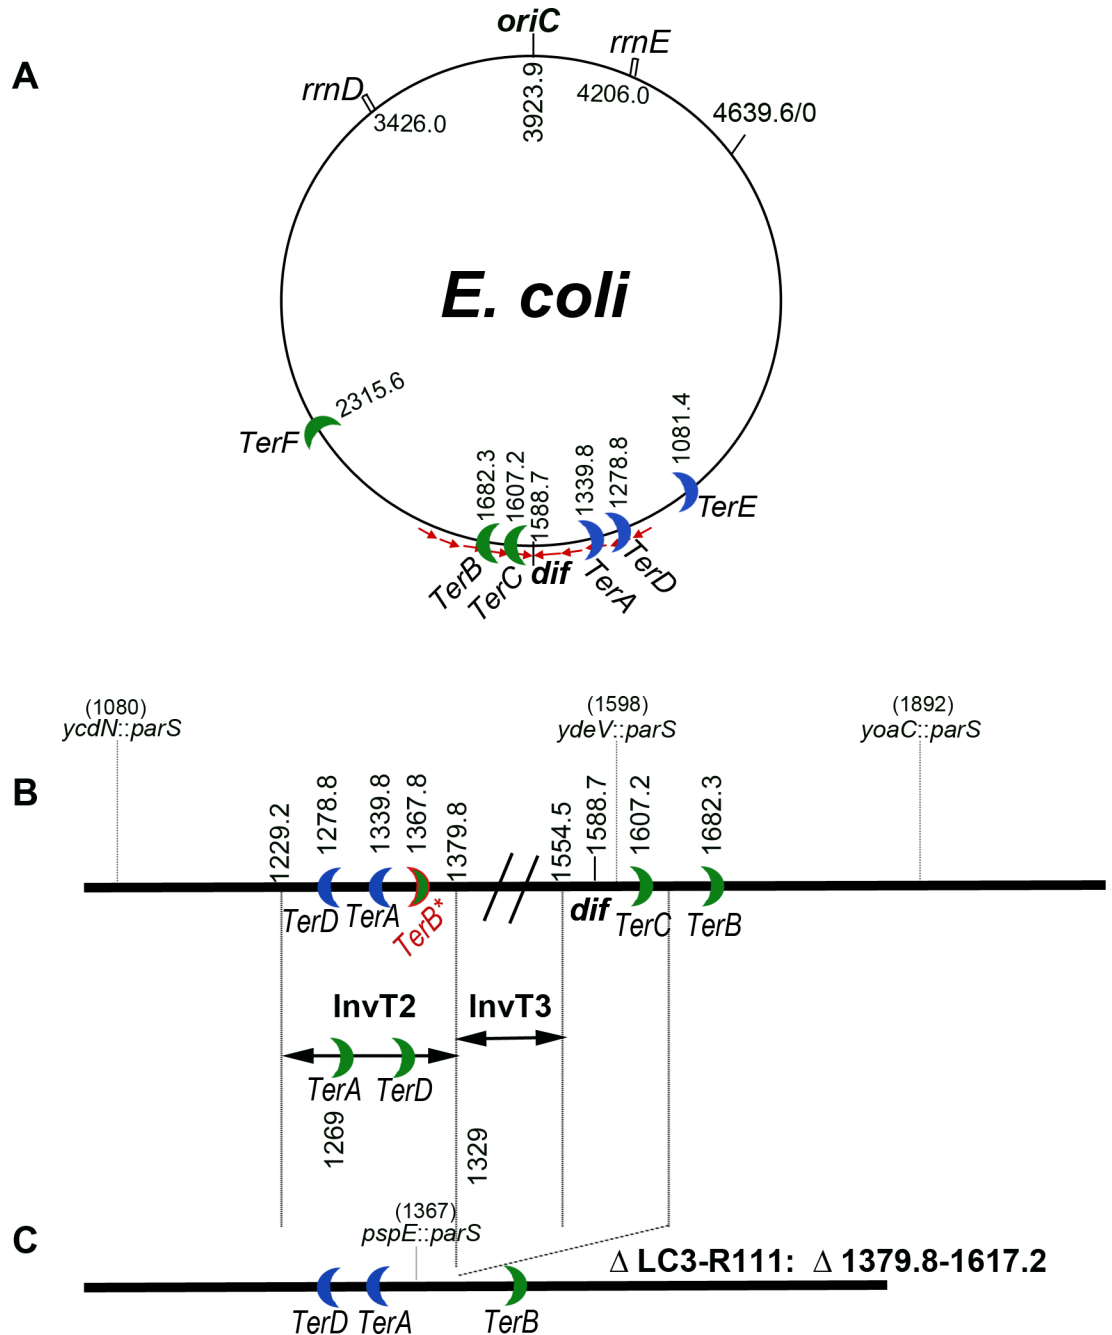 A
oriC
rrnE
rrnD
3426.0
3923.9
4206.0
4639.6/0
E. coli
2315.6
TerF
1682.3
1607.2
1588.7
1339.8
1278.8
1081.4
TerE
TerB
TerC
dif
TerA
TerD
(1080)
ycdN::parS
(1598)
ydeV::parS
(1892)
yoaC::parS
B
1229.2
1278.8
1339.8
1367.8
1379.8
1554.5
1588.7
1607.2
1682.3
TerD
TerA
TerB*
dif
TerC
TerB
InvT2
InvT3
TerA
TerD
1269
1329
C
(1367)
pspE::parS
Δ LC3-R111: Δ 1379.8-1617.2
TerD
TerA
TerB